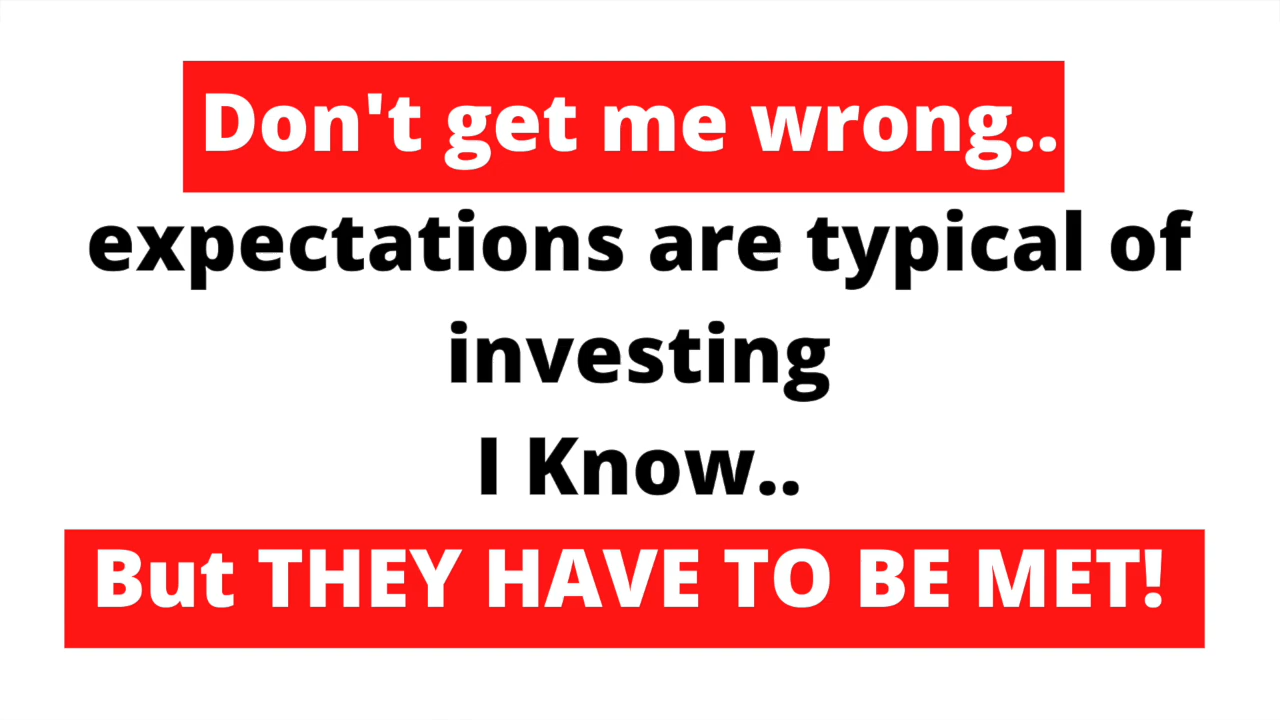 Don't get me wrong..
expectations are typical of
investing
I Know..
But THEY HAVE TO BE MET!